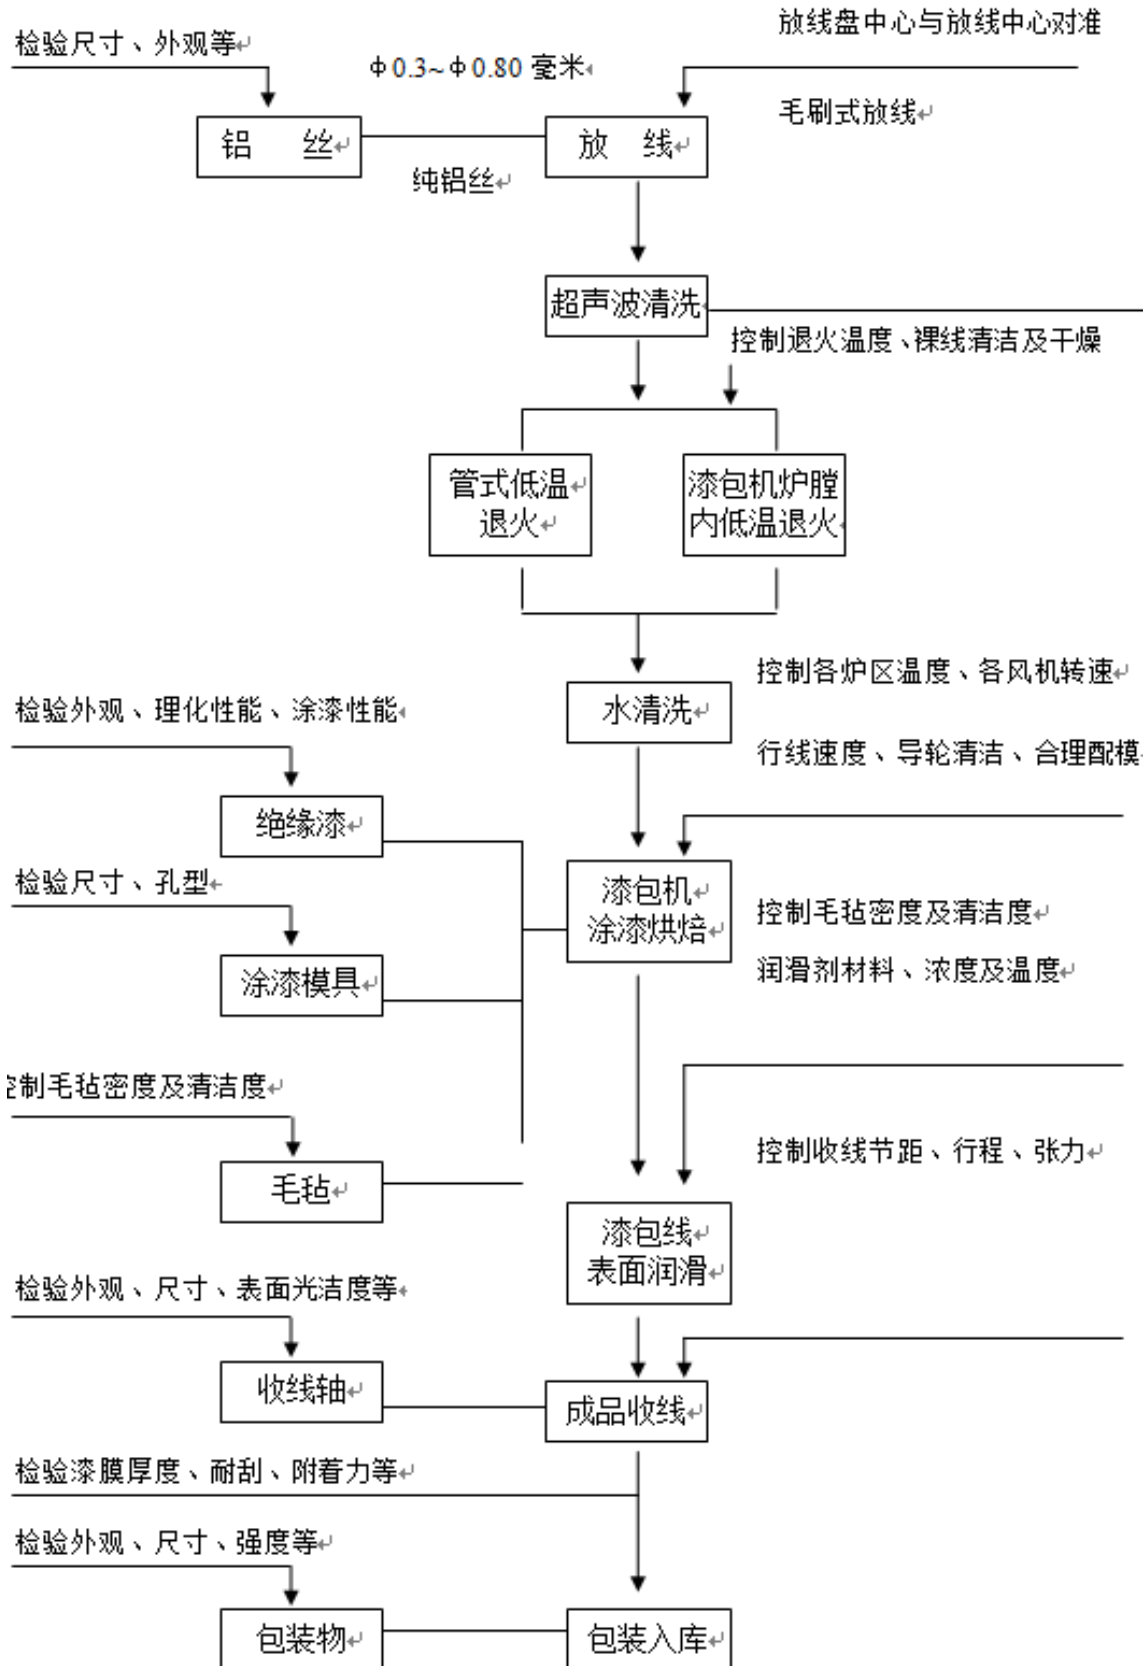 放线盘中心与放线中心对准
检验尺寸、外观等
φ0.3~φ0.80 毫米
毛刷式放线
铝 丝
放 线
纯铝丝
超声波清洗
控制退火温度、裸线清洁及干燥
管式低温
退火
漆包机炉膛
内低温退火
控制各炉区温度、各风机转速
检验外观、理化性能、涂漆性能
水清洗
行线速度、导轮清洁、合理配模
绝缘漆
检验尺寸、孔型
漆包机
涂漆烘焙
控制毛毡密度及清洁度
涂漆模具
润滑剂材料、浓度及温度
控制毛毡密度及清洁度
控制收线节距、行程、张力
毛毡
漆包线
表面润滑
检验外观、尺寸、表面光洁度等
收线轴
成品收线
检验漆膜厚度、耐刮、附着力等
检验外观、尺寸、强度等
包装物
包装入库